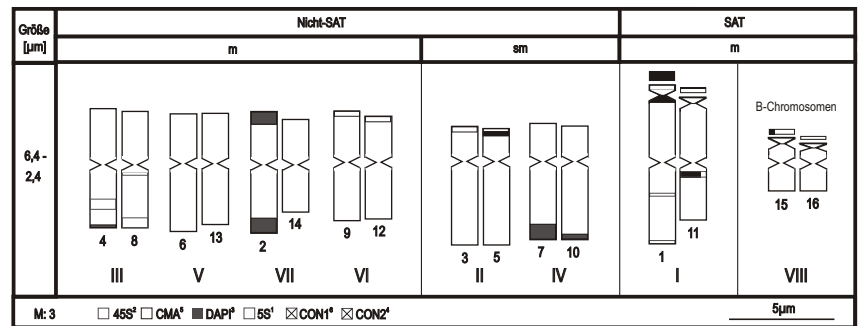 Größe [µm] Nicht-SAT SAT
m sm m
B-Chromosomen
6,4 - 2,4
4 8 6 13 2 14 9 12 3 5 7 10 1 11 15 16
III V VII VI II IV I VIII
M: 3 45S² CMA⁵ DAPI³ 5S¹ CON1⁶ CON2⁴ 5µm